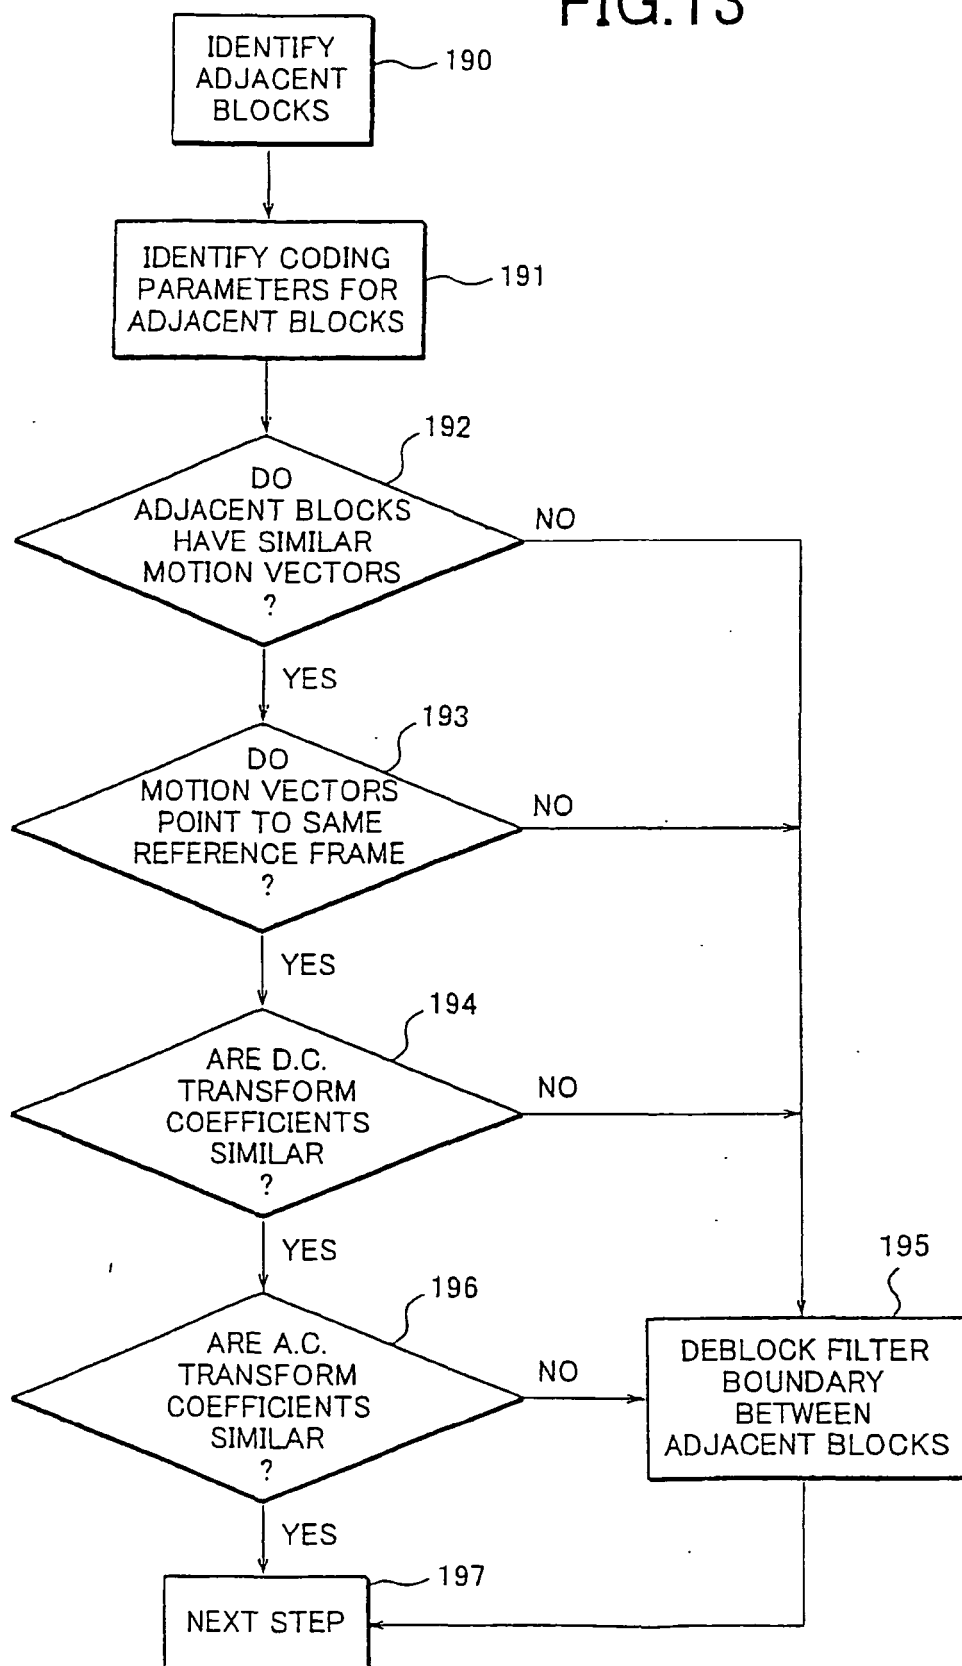 FIG.13
IDENTIFY
ADJACENT
BLOCKS
190
IDENTIFY CODING
PARAMETERS FOR
ADJACENT BLOCKS
191
192
DO
ADJACENT BLOCKS
HAVE SIMILAR
MOTION VECTORS
?
NO
YES
193
DO
MOTION VECTORS
POINT TO SAME
REFERENCE FRAME
?
NO
YES
194
ARE D.C.
TRANSFORM
COEFFICIENTS
SIMILAR
?
NO
YES
196
ARE A.C.
TRANSFORM
COEFFICIENTS
SIMILAR
?
NO
195
DEBLOCK FILTER
BOUNDARY
BETWEEN
ADJACENT BLOCKS
YES
197
NEXT STEP